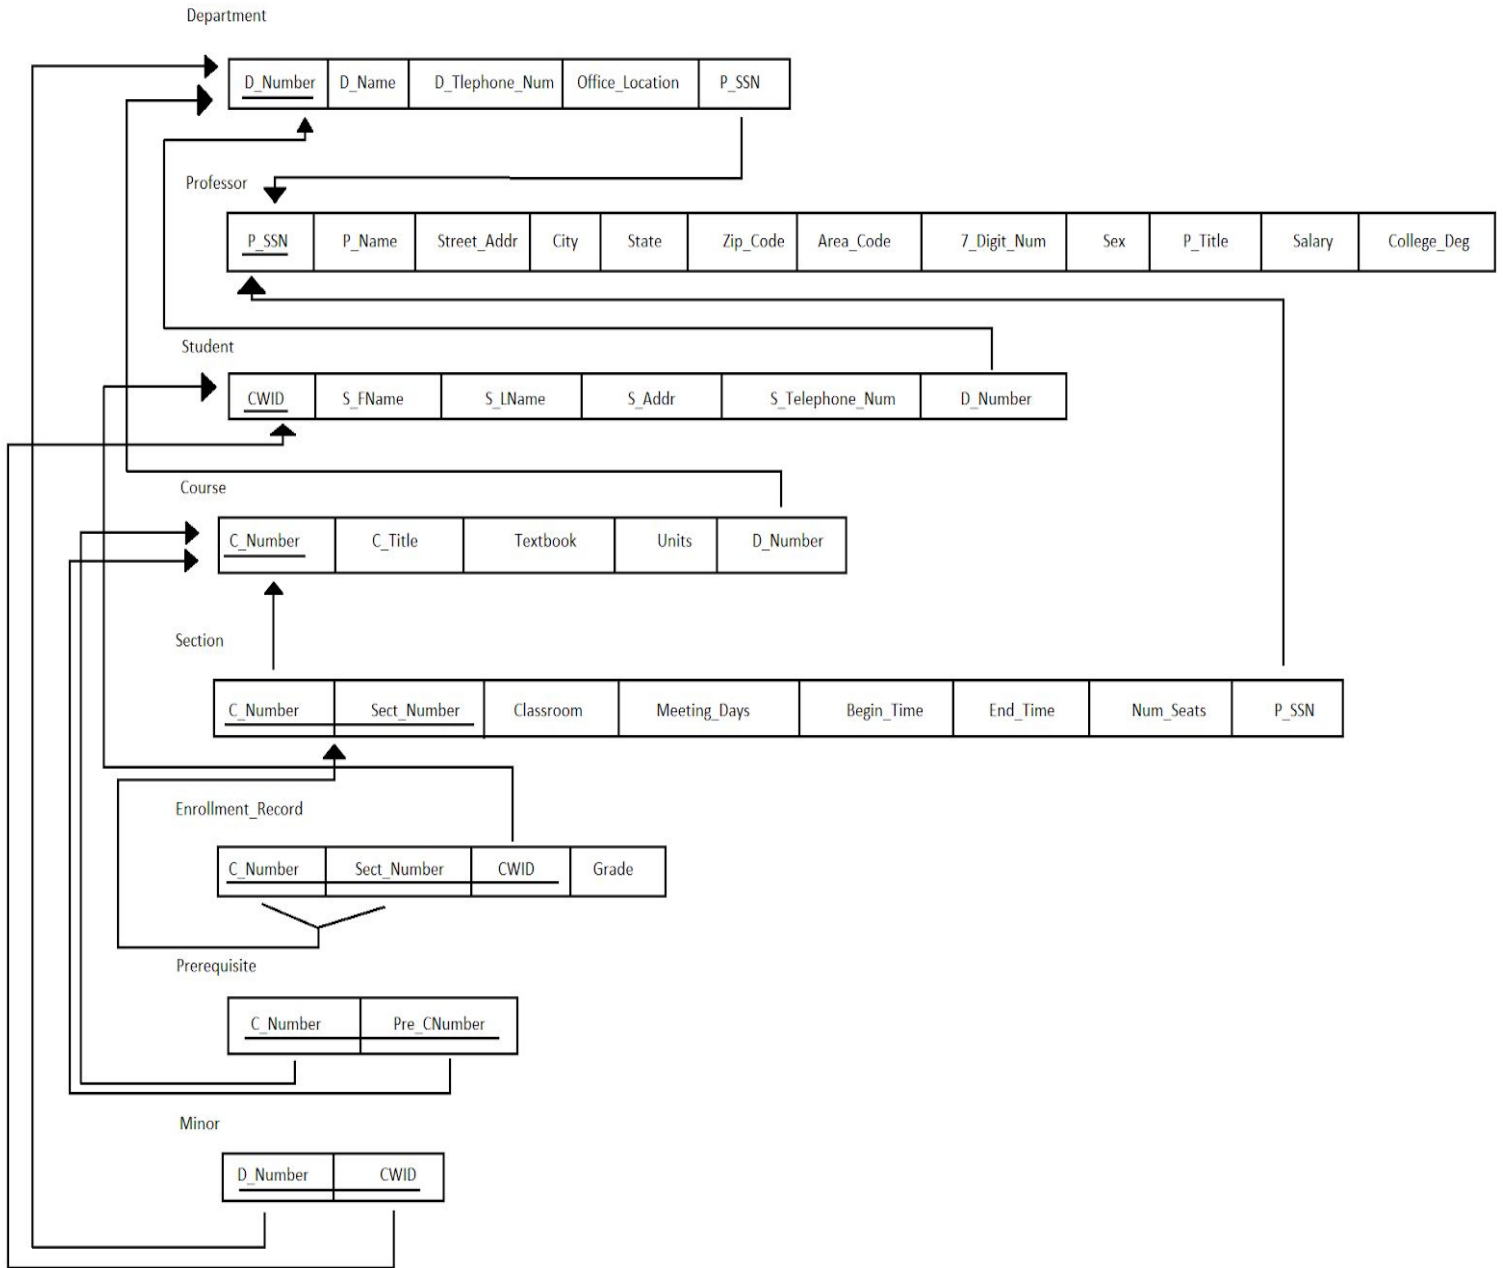 Department
D_Number D_Name D_Tlephone_Num Office_Location P_SSN
Professor
P_SSN P_Name Street_Addr City State Zip_Code Area_Code 7_Digit_Num Sex P_Title Salary College_Deg
Student
CWID S_FName S_LName S_Addr S_Telephone_Num D_Number
Course
C_Number C_Title Textbook Units D_Number
Section
C_Number Sect_Number Classroom Meeting_Days Begin_Time End_Time Num_Seats P_SSN
Enrollment_Record
C_Number Sect_Number CWID Grade
Prerequisite
C_Number Pre_CNumber
Minor
D_Number CWID